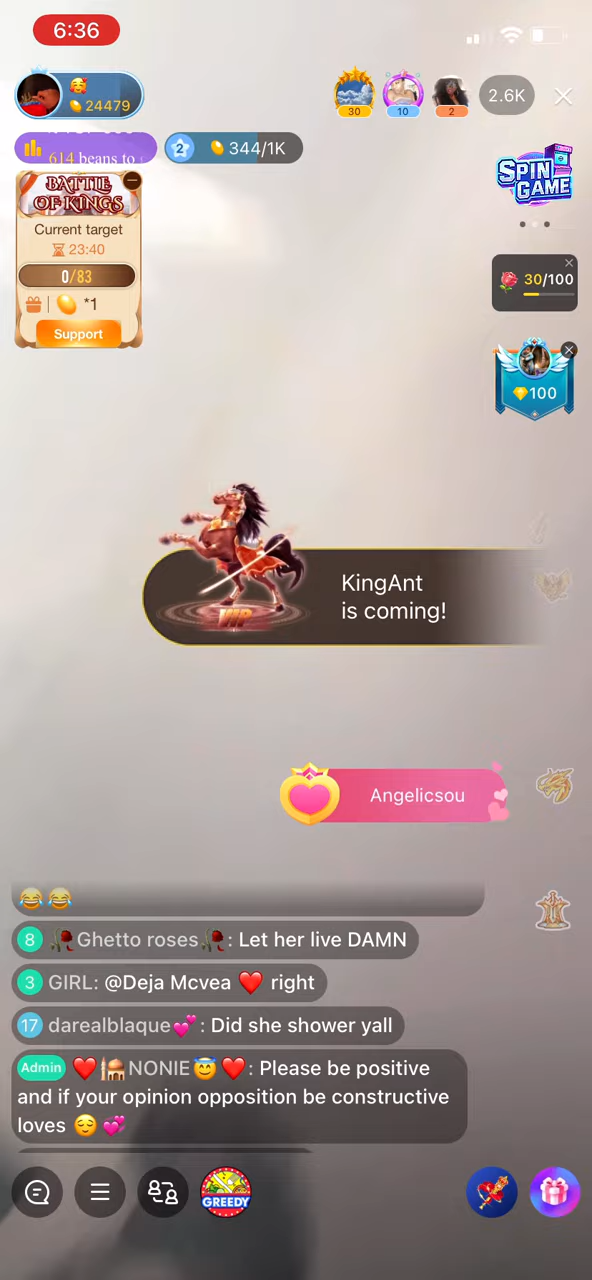 6:36
🥰
24479
30
10
2
2.6K
614 beans to
2
344/1K
SPIN
GAME
BATTLE
OF KINGS
Current target
23:40
0/83
*1
Support
30/100
100
KingAnt
is coming!
VIP
Angelicsou
😂😂
8 🥀Ghetto roses🥀: Let her live DAMN
3 GIRL: @Deja Mcvea ❤️ right
17 darealblaque💕: Did she shower yall
Admin ❤️🕌NONIE😇❤️: Please be positive
and if your opinion opposition be constructive
loves 😌💞
GREEDY